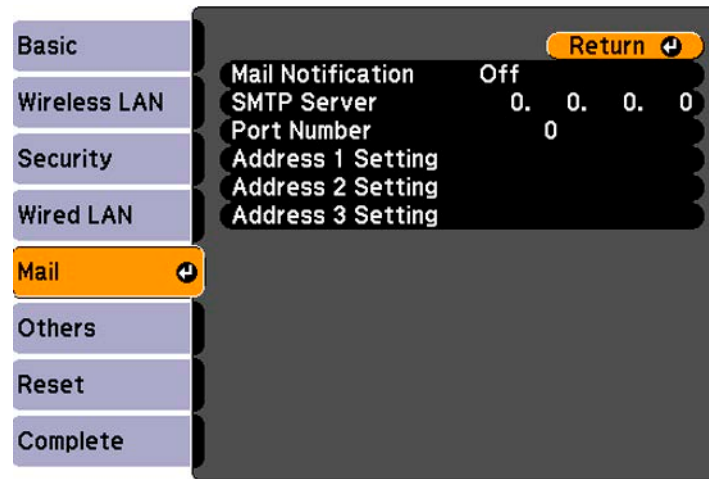 Basic
Wireless LAN
Security
Wired LAN
Mail
Others
Reset
Complete
Return
Mail Notification Off
SMTP Server 0. 0. 0. 0
Port Number 0
Address 1 Setting
Address 2 Setting
Address 3 Setting